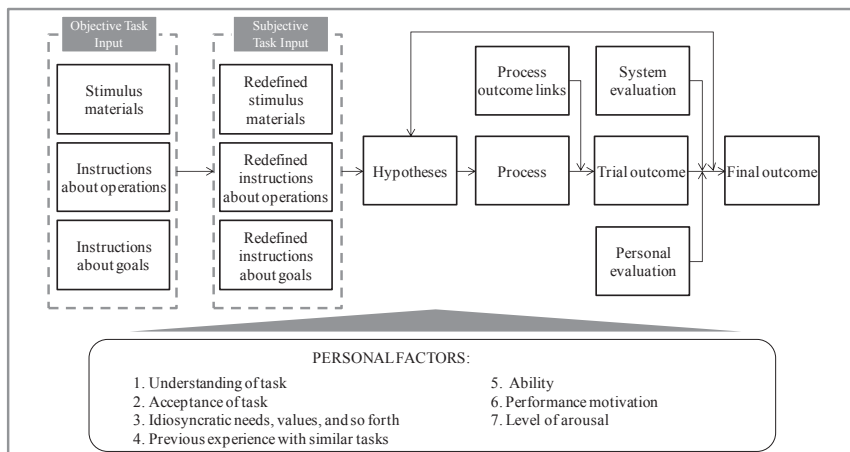 Objective Task
Input
Subjective
Task Input
Stimulus
materials
Instructions
about operations
Instructions
about goals
Redefined
stimulus
materials
Redefined
instructions
about operations
Redefined
instructions
about goals
Hypotheses
Process
outcome links
Process
System
evaluation
Trial outcome
Personal
evaluation
Final outcome
PERSONAL FACTORS:
1. Understanding of task
2. Acceptance of task
3. Idiosyncratic needs, values, and so forth
4. Previous experience with similar tasks
5. Ability
6. Performance motivation
7. Level of arousal